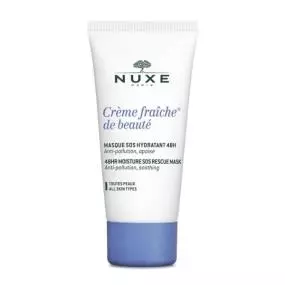 NUXE
PARIS
Crème fraîche®
de beauté
MASQUE SOS HYDRATANT 48H
Anti-pollution, apaise
48HR MOISTURE SOS RESCUE MASK
Anti-pollution, soothing
TOUTES PEAUX
ALL SKIN TYPES